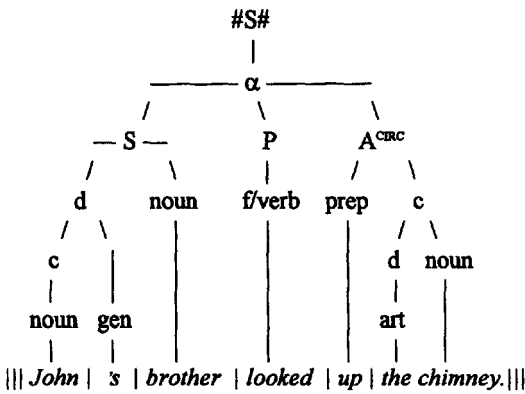 #S#
α
S P A^CIRC
d noun f/verb prep c
c d noun
noun gen art
||| John | 's | brother | looked | up | the chimney.|||